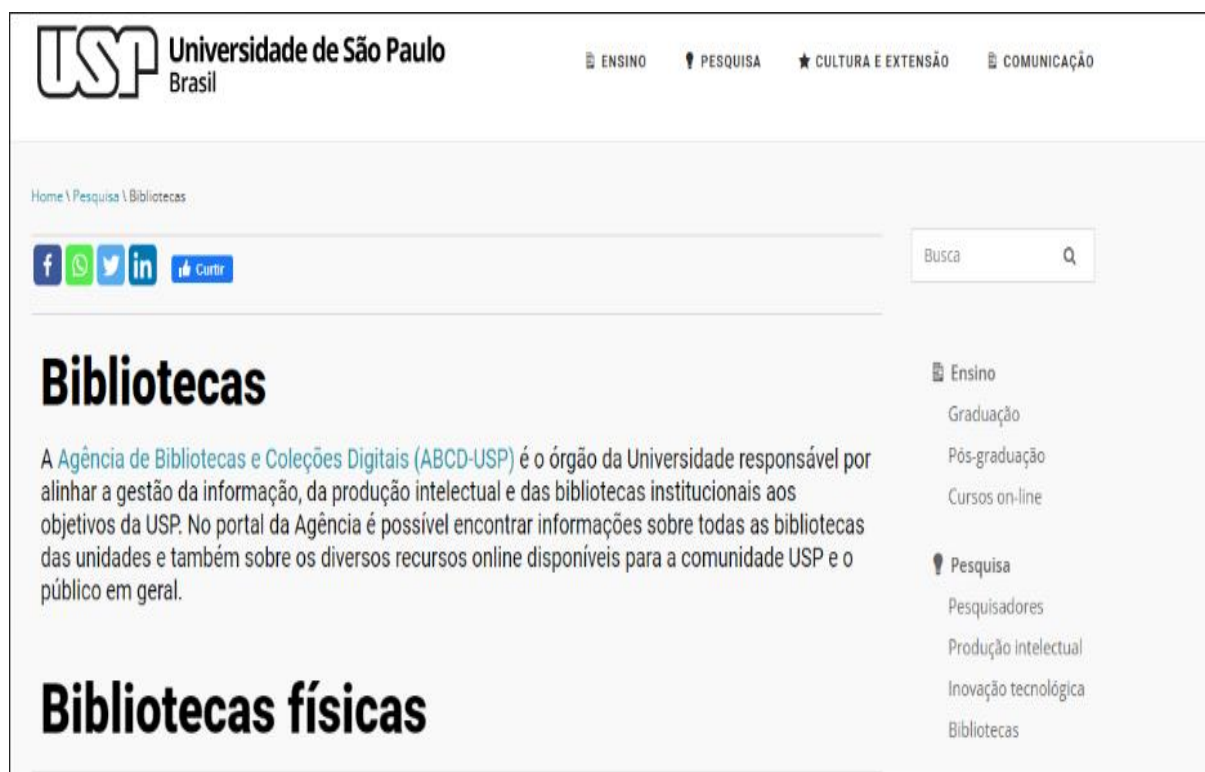 USP Universidade de São Paulo
Brasil
ENSINO PESQUISA CULTURA E EXTENSÃO COMUNICAÇÃO
Home \ Pesquisa \ Bibliotecas
Curtir
Busca
Bibliotecas
A Agência de Bibliotecas e Coleções Digitais (ABCD-USP) é o órgão da Universidade responsável por
alinhar a gestão da informação, da produção intelectual e das bibliotecas institucionais aos
objetivos da USP. No portal da Agência é possível encontrar informações sobre todas as bibliotecas
das unidades e também sobre os diversos recursos online disponíveis para a comunidade USP e o
público em geral.
Bibliotecas físicas
Ensino
Graduação
Pós-graduação
Cursos on-line
Pesquisa
Pesquisadores
Produção intelectual
Inovação tecnológica
Bibliotecas